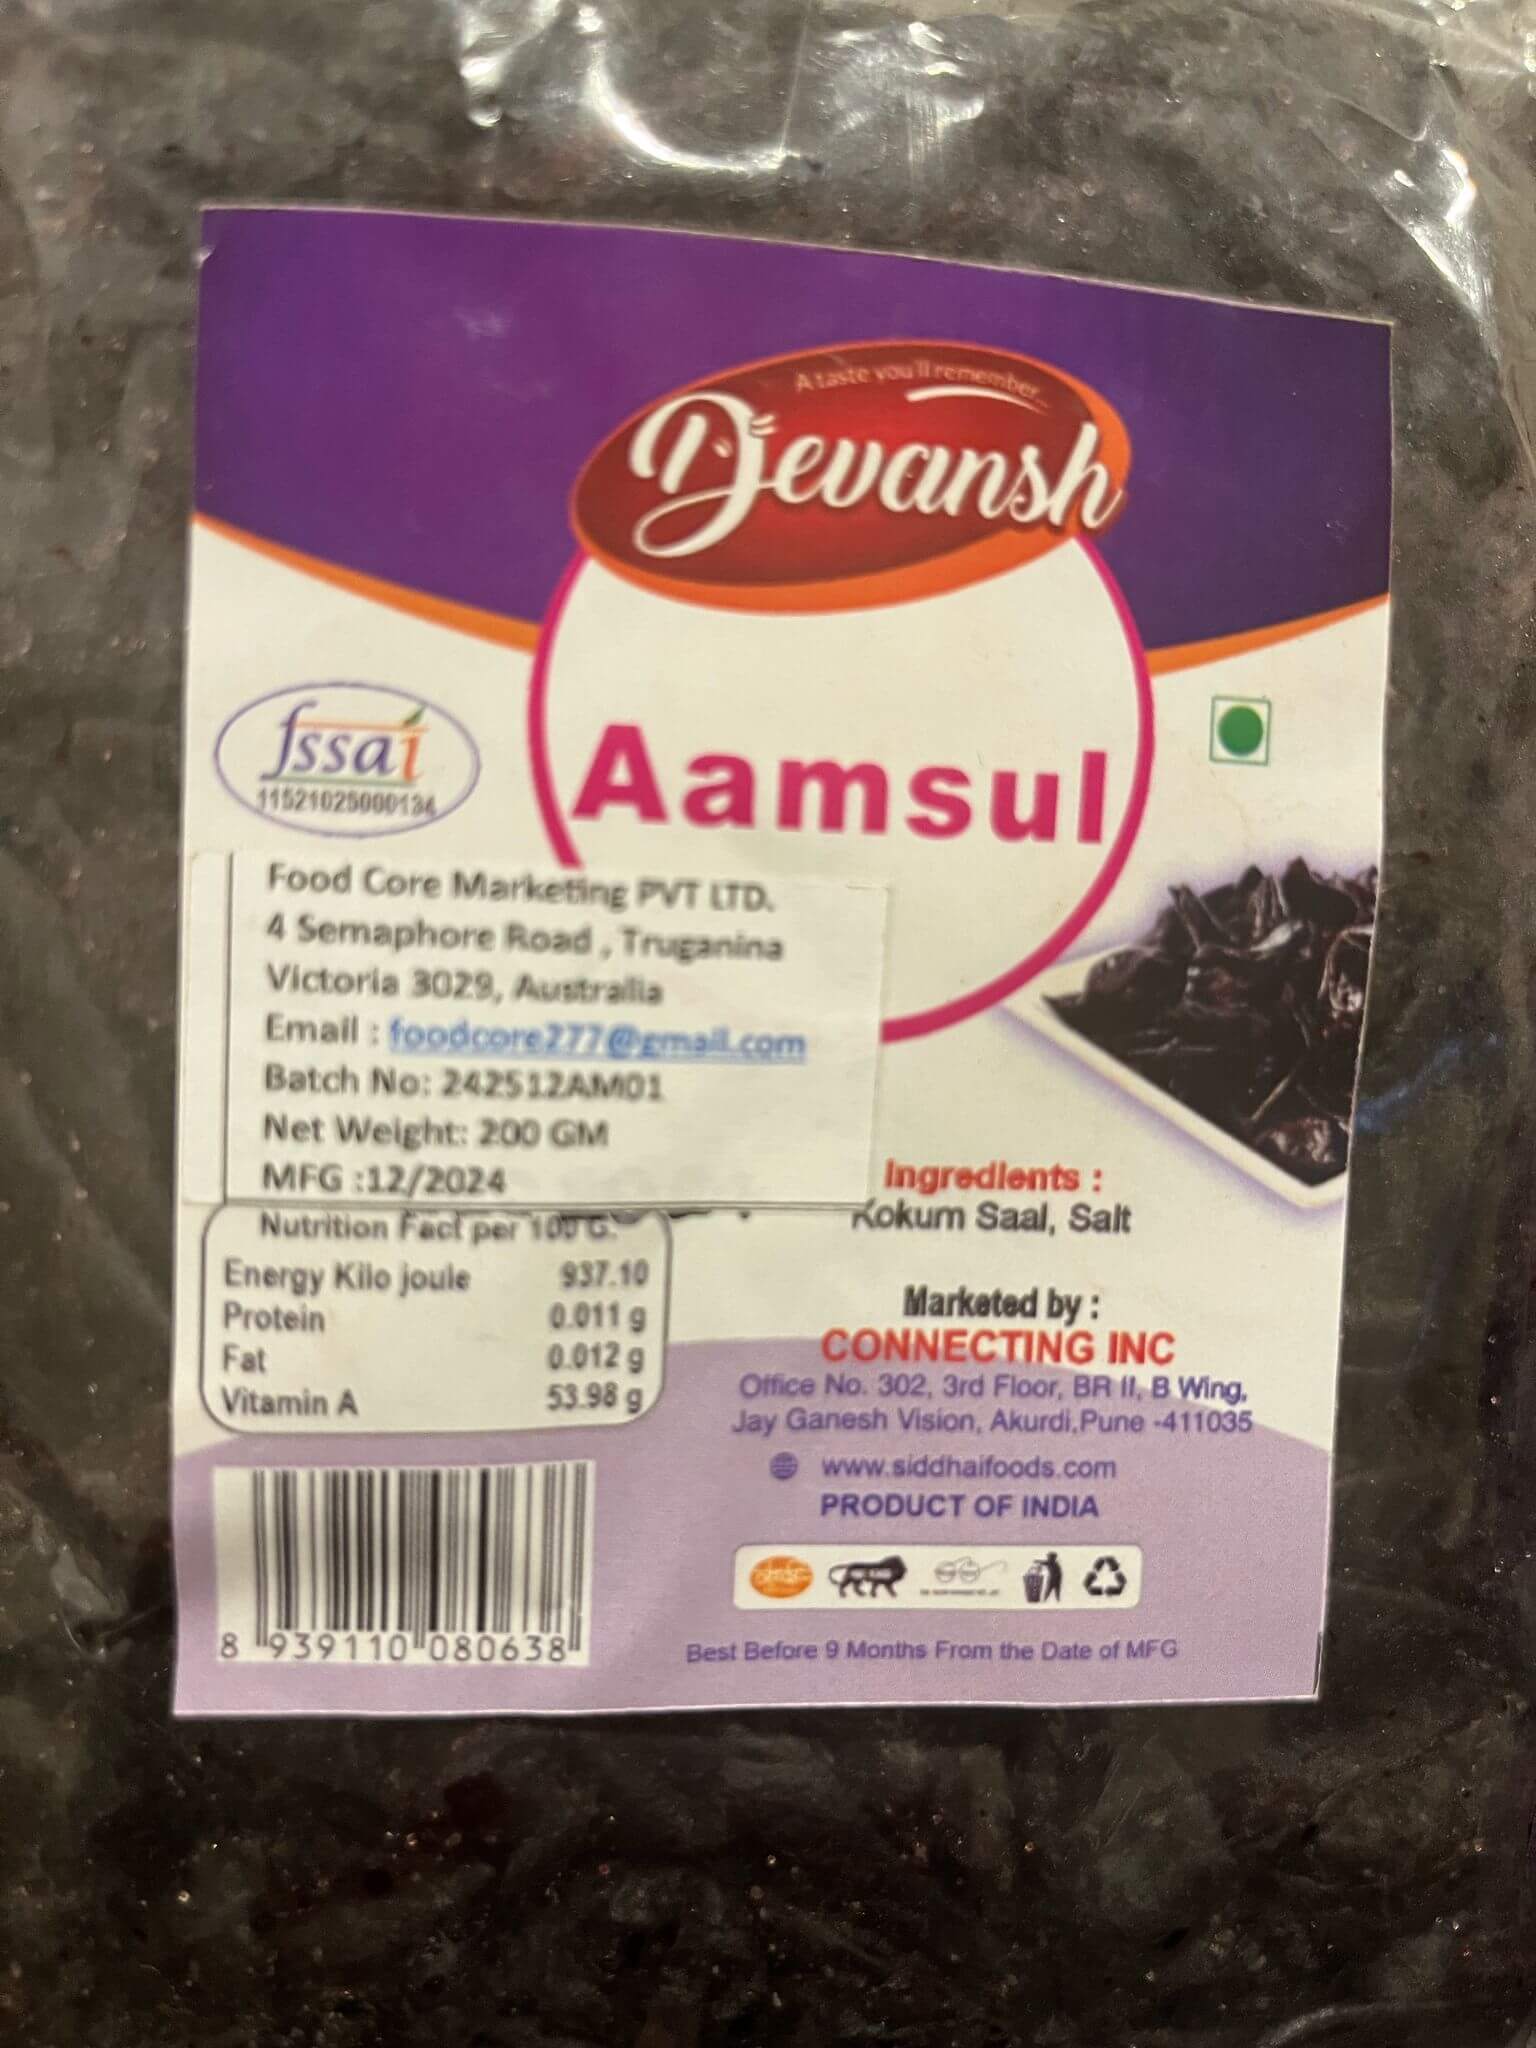 A taste you'll remember...
Devansh
Aamsul
fssai
11521025000134
Food Core Marketing PVT LTD.
4 Semaphore Road , Truganina
Victoria 3029, Australia
Email : foodcore277@gmail.com
Batch No: 242512AM01
Net Weight: 200 GM
MFG :12/2024
Nutrition Fact per 100 G.
Energy Kilo joule 937.10
Protein 0.011 g
Fat 0.012 g
Vitamin A 53.98 g
8 939110 080638
Ingredients :
Kokum Saal, Salt
Marketed by :
CONNECTING INC
Office No. 302, 3rd Floor, BR II, B Wing,
Jay Ganesh Vision, Akurdi,Pune -411035
www.siddhaifoods.com
PRODUCT OF INDIA
Best Before 9 Months From the Date of MFG